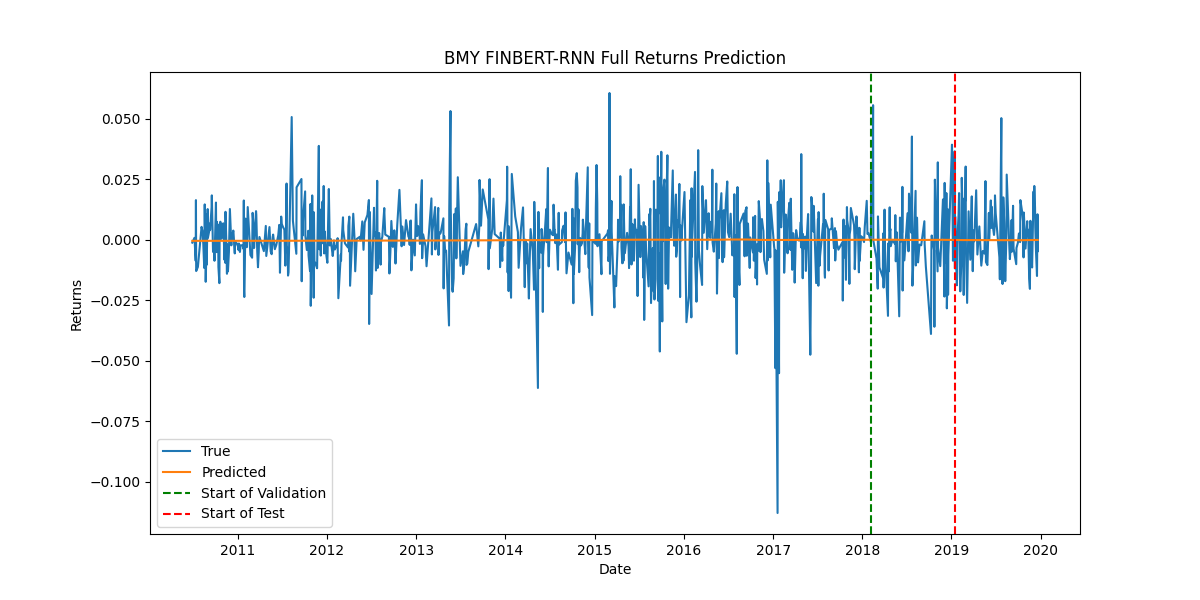 BMY FINBERT-RNN Full Returns Prediction
Returns
0.050
0.025
0.000
−0.025
−0.050
−0.075
−0.100
True
Predicted
Start of Validation
Start of Test
2011 2012 2013 2014 2015 2016 2017 2018 2019 2020
Date